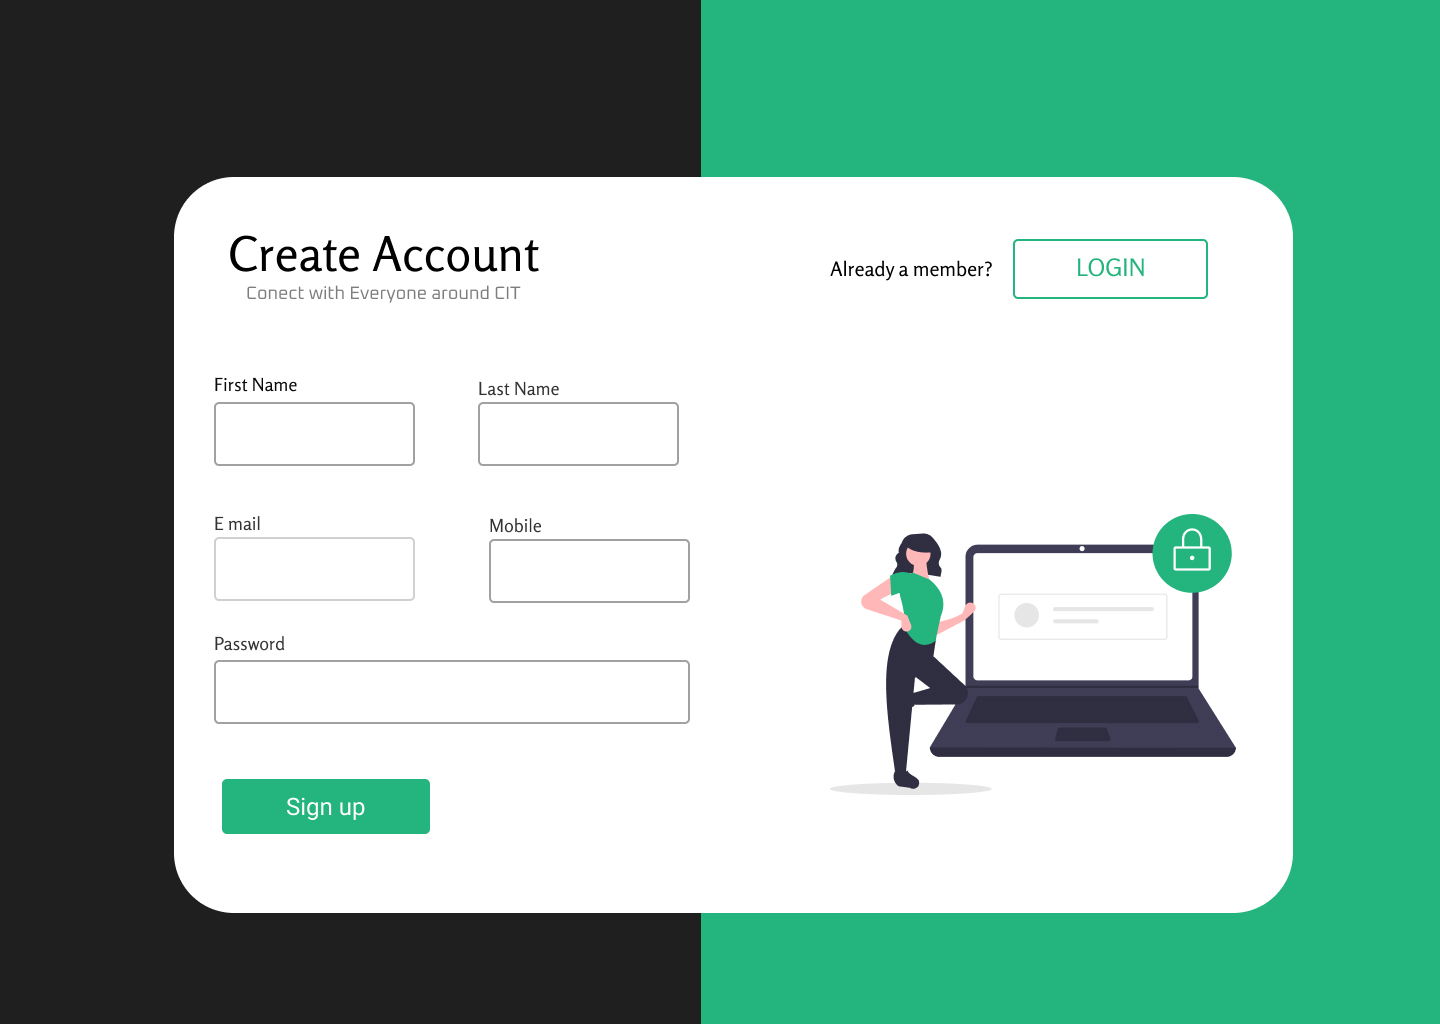 Create Account
Conect with Everyone around CIT
Already a member?
LOGIN
First Name
Last Name
E mail
Mobile
Password
Sign up